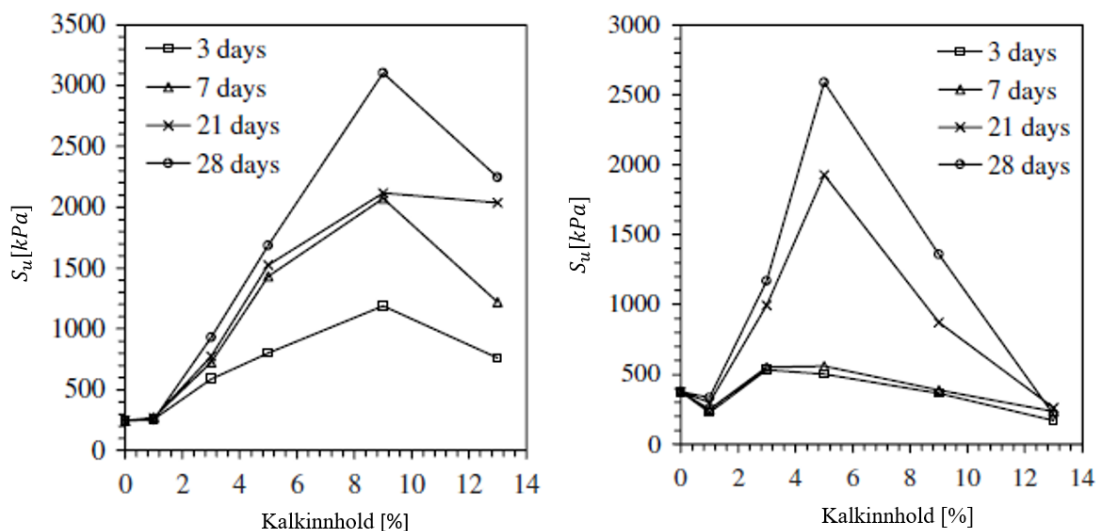 3500
3000
2500
2000
1500
1000
500
0
3 days
7 days
21 days
28 days
S_u[kPa]
0 2 4 6 8 10 12 14
Kalkinnhold [%]
3000
2500
2000
1500
1000
500
0
3 days
7 days
21 days
28 days
S_u[kPa]
0 2 4 6 8 10 12 14
Kalkinnhold [%]